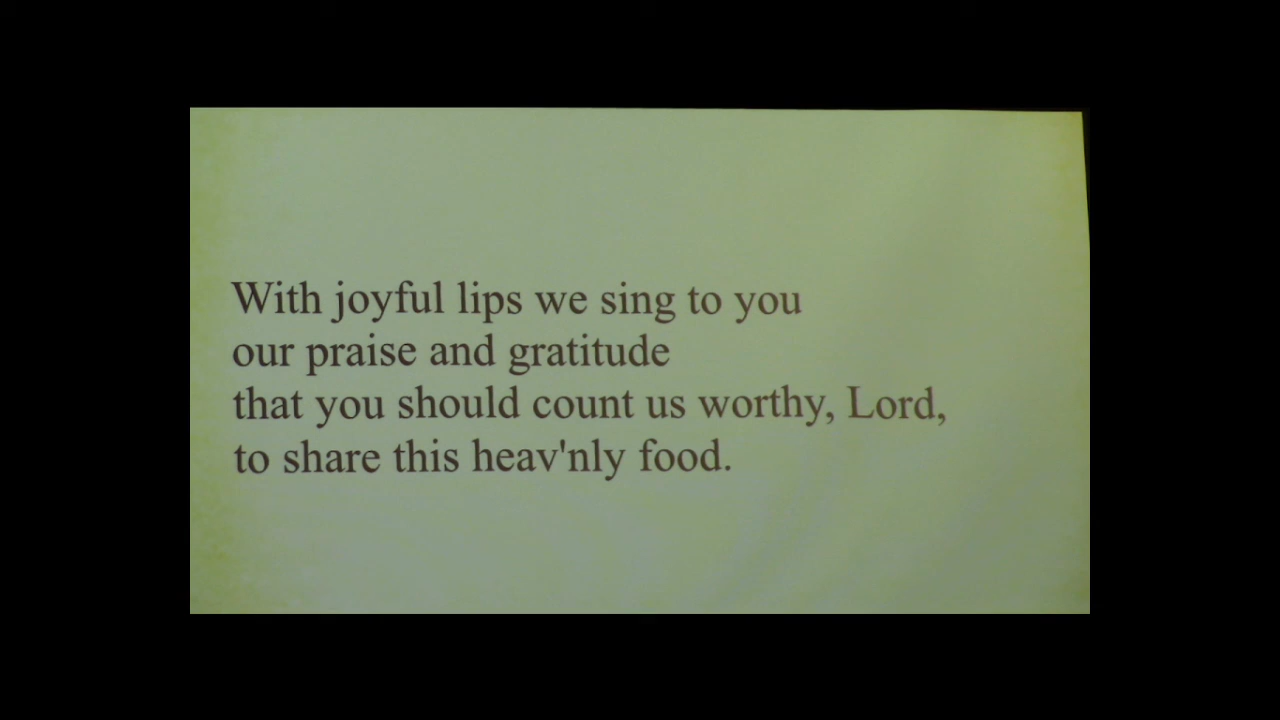 With joyful lips we sing to you
our praise and gratitude
that you should count us worthy, Lord,
to share this heav'nly food.